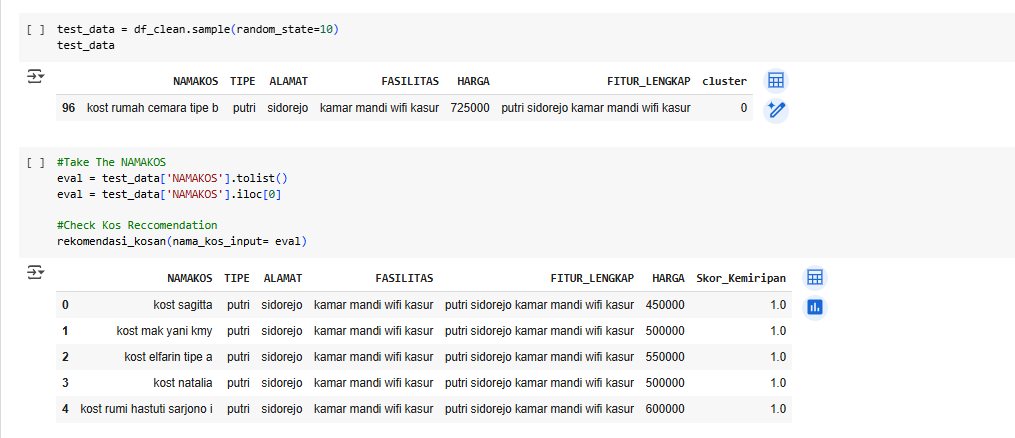 [ ] test_data = df_clean.sample(random_state=10)
test_data
NAMAKOS TIPE ALAMAT FASILITAS HARGA FITUR_LENGKAP cluster
96 kost rumah cemara tipe b putri sidorejo kamar mandi wifi kasur 725000 putri sidorejo kamar mandi wifi kasur 0
[ ] #Take The NAMAKOS
eval = test_data['NAMAKOS'].tolist()
eval = test_data['NAMAKOS'].iloc[0]
#Check Kos Reccomendation
rekomendasi_kosan(nama_kos_input= eval)
NAMAKOS TIPE ALAMAT FASILITAS FITUR_LENGKAP HARGA Skor_Kemiripan
0 kost sagitta putri sidorejo kamar mandi wifi kasur putri sidorejo kamar mandi wifi kasur 450000 1.0
1 kost mak yani kmy putri sidorejo kamar mandi wifi kasur putri sidorejo kamar mandi wifi kasur 500000 1.0
2 kost elfarin tipe a putri sidorejo kamar mandi wifi kasur putri sidorejo kamar mandi wifi kasur 550000 1.0
3 kost natalia putri sidorejo kamar mandi wifi kasur putri sidorejo kamar mandi wifi kasur 500000 1.0
4 kost rumi hastuti sarjono i putri sidorejo kamar mandi wifi kasur putri sidorejo kamar mandi wifi kasur 600000 1.0